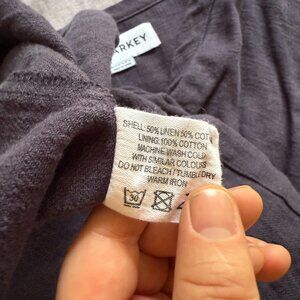 ARKEY
SHELL: 50% LINEN 50% COT
LINING: 100% COTTON
MACHINE WASH COLD
WITH SIMILAR COLOURS
DO NOT BLEACH / TUMBLE DRY
WARM IRON
30